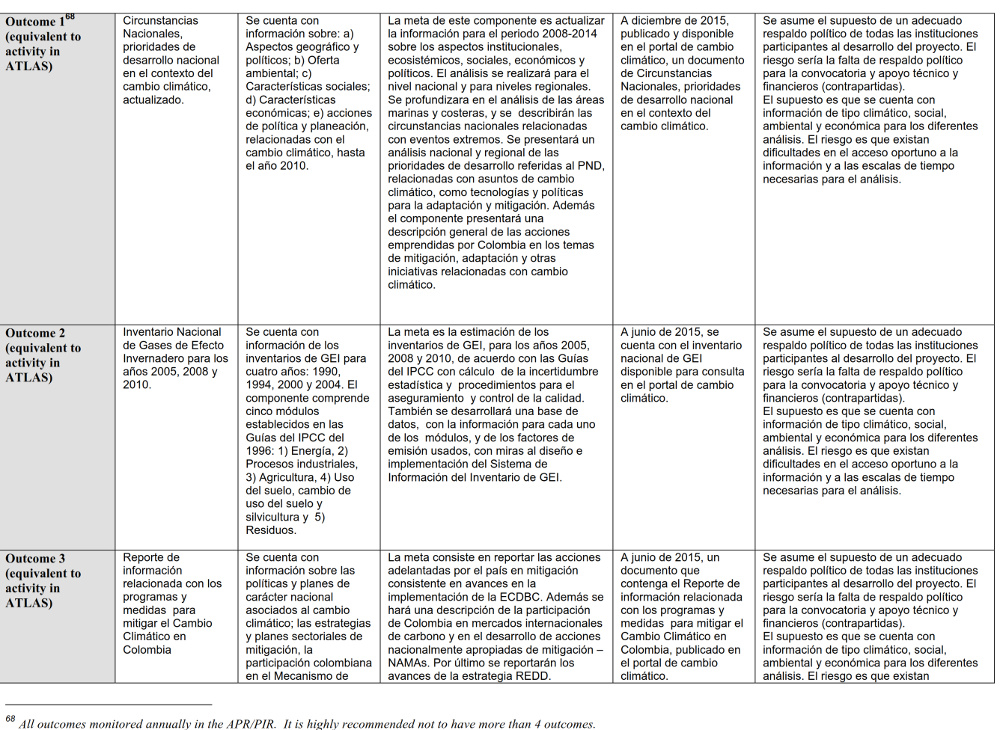 Outcome 1⁶⁸
(equivalent to
activity in
ATLAS)
Circunstancias
Nacionales,
prioridades de
desarrollo nacional
en el contexto del
cambio climático,
actualizado.
Se cuenta con
información sobre: a)
Aspectos geográfico y
políticos; b) Oferta
ambiental; c)
Características sociales;
d) Características
económicas; e) acciones
de política y planeación,
relacionadas con el
cambio climático, hasta
el año 2010.
La meta de este componente es actualizar
la información para el periodo 2008-2014
sobre los aspectos institucionales,
ecosistémicos, sociales, económicos y
políticos. El análisis se realizará para el
nivel nacional y para niveles regionales.
Se profundizara en el análisis de las áreas
marinas y costeras, y se  describirán las
circunstancias nacionales relacionadas
con eventos extremos. Se presentará un
análisis nacional y regional de las
prioridades de desarrollo referidas al PND,
relacionadas con asuntos de cambio
climático, como tecnologías y políticas
para la adaptación y mitigación. Además
el componente presentará una
descripción general de las acciones
emprendidas por Colombia en los temas
de mitigación, adaptación y otras
iniciativas relacionadas con cambio
climático.
A diciembre de 2015,
publicado y disponible
en el portal de cambio
climático, un documento
de Circunstancias
Nacionales, prioridades
de desarrollo nacional
en el contexto del
cambio climático.
Se asume el supuesto de un adecuado
respaldo político de todas las instituciones
participantes al desarrollo del proyecto. El
riesgo sería la falta de respaldo político
para la convocatoria y apoyo técnico y
financieros (contrapartidas).
El supuesto es que se cuenta con
información de tipo climático, social,
ambiental y económica para los diferentes
análisis. El riesgo es que existan
dificultades en el acceso oportuno a la
información y a las escalas de tiempo
necesarias para el análisis.
Outcome 2
(equivalent to
activity in
ATLAS)
Inventario Nacional
de Gases de Efecto
Invernadero para los
años 2005, 2008 y
2010.
Se cuenta con
información de los
inventarios de GEI para
cuatro años: 1990,
1994, 2000 y 2004. El
componente comprende
cinco módulos
establecidos en las
Guías del IPCC del
1996: 1) Energía, 2)
Procesos industriales,
3) Agricultura, 4) Uso
del suelo, cambio de
uso del suelo y
silvicultura y  5)
Residuos.
La meta es la estimación de los
inventarios de GEI, para los años 2005,
2008 y 2010, de acuerdo con las Guías
del IPCC con cálculo  de la incertidumbre
estadística y  procedimientos para el
aseguramiento  y control de la calidad.
También se desarrollará una base de
datos,  con la información para cada uno
de los  módulos, y de los factores de
emisión usados, con miras al diseño e
implementación del Sistema de
Información del Inventario de GEI.
A junio de 2015, se
cuenta con el inventario
nacional de GEI
disponible para consulta
en el portal de cambio
climático.
Se asume el supuesto de un adecuado
respaldo político de todas las instituciones
participantes al desarrollo del proyecto. El
riesgo sería la falta de respaldo político
para la convocatoria y apoyo técnico y
financieros (contrapartidas).
El supuesto es que se cuenta con
información de tipo climático, social,
ambiental y económica para los diferentes
análisis. El riesgo es que existan
dificultades en el acceso oportuno a la
información y a las escalas de tiempo
necesarias para el análisis.
Outcome 3
(equivalent to
activity in
ATLAS)
Reporte de
información
relacionada con los
programas y
medidas  para
mitigar el Cambio
Climático en
Colombia
Se cuenta con
información sobre las
políticas y planes de
carácter nacional
asociados al cambio
climático; las estrategias
y planes sectoriales de
mitigación, la
participación colombiana
en el Mecanismo de
La meta consiste en reportar las acciones
adelantadas por el país en mitigación
consistente en avances en la
implementación de la ECDBC. Además se
hará una descripción de la participación
de Colombia en mercados internacionales
de carbono y en el desarrollo de acciones
nacionalmente apropiadas de mitigación –
NAMAs. Por último se reportarán los
avances de la estrategia REDD.
A junio de 2015, un
documento que
contenga el Reporte de
información relacionada
con los programas y
medidas  para mitigar el
Cambio Climático en
Colombia, publicado en
el portal de cambio
climático.
Se asume el supuesto de un adecuado
respaldo político de todas las instituciones
participantes al desarrollo del proyecto. El
riesgo sería la falta de respaldo político
para la convocatoria y apoyo técnico y
financieros (contrapartidas).
El supuesto es que se cuenta con
información de tipo climático, social,
ambiental y económica para los diferentes
análisis. El riesgo es que existan
⁶⁸ All outcomes monitored annually in the APR/PIR.  It is highly recommended not to have more than 4 outcomes.